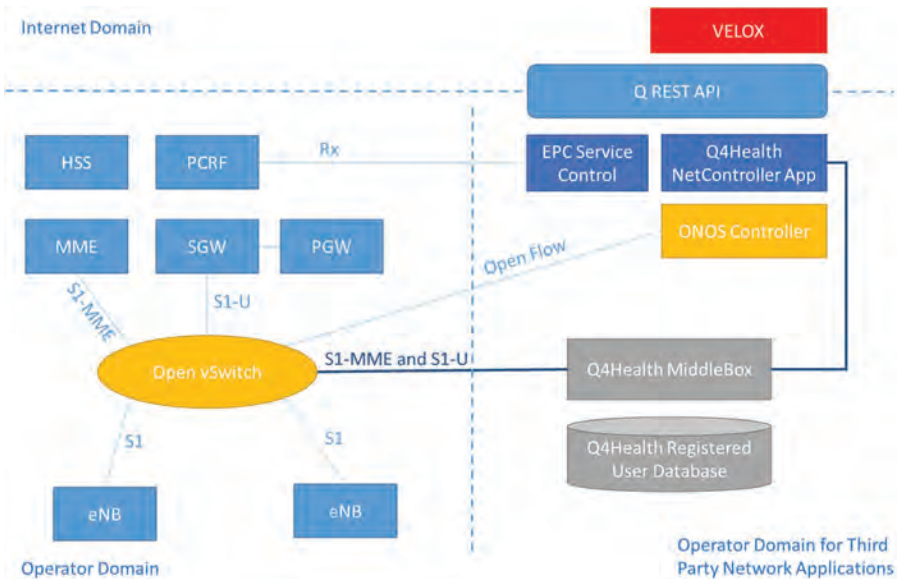 Internet Domain
VELOX
Q REST API
HSS
PCRF
Rx
EPC Service
Control
Q4Health
NetController App
MME
SGW
PGW
ONOS Controller
Open Flow
S1-MME
S1-U
Open vSwitch
S1-MME and S1-U
Q4Health MiddleBox
S1
S1
Q4Health Registered
User Database
eNB
eNB
Operator Domain
Operator Domain for Third
Party Network Applications